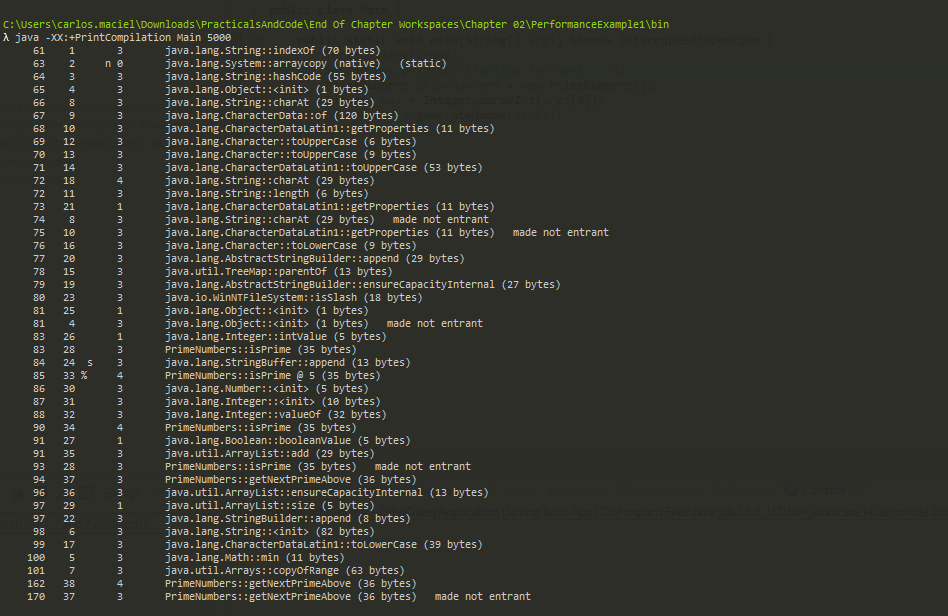 C:\Users\carlos.maciel\Downloads\PracticalsAndCode\End Of Chapter Workspaces\Chapter 02\PerformanceExample1\bin
λ java -XX:+PrintCompilation Main 5000
61 1 3 java.lang.String::indexOf (70 bytes)
63 2 n 0 java.lang.System::arraycopy (native) (static)
64 3 3 java.lang.String::hashCode (55 bytes)
65 4 3 java.lang.Object::<init> (1 bytes)
66 8 3 java.lang.String::charAt (29 bytes)
67 9 3 java.lang.CharacterData::of (120 bytes)
68 10 3 java.lang.CharacterDataLatin1::getProperties (11 bytes)
69 12 3 java.lang.Character::toUpperCase (6 bytes)
70 13 3 java.lang.Character::toUpperCase (9 bytes)
71 14 3 java.lang.CharacterDataLatin1::toUpperCase (53 bytes)
72 18 4 java.lang.String::charAt (29 bytes)
72 11 3 java.lang.String::length (6 bytes)
73 21 1 java.lang.CharacterDataLatin1::getProperties (11 bytes)
74 8 3 java.lang.String::charAt (29 bytes) made not entrant
75 10 3 java.lang.CharacterDataLatin1::getProperties (11 bytes) made not entrant
76 16 3 java.lang.Character::toLowerCase (9 bytes)
77 20 3 java.lang.AbstractStringBuilder::append (29 bytes)
78 15 3 java.util.TreeMap::parentOf (13 bytes)
79 19 3 java.lang.AbstractStringBuilder::ensureCapacityInternal (27 bytes)
80 23 3 java.io.WinNTFileSystem::isSlash (18 bytes)
81 25 1 java.lang.Object::<init> (1 bytes)
81 4 3 java.lang.Object::<init> (1 bytes) made not entrant
83 26 1 java.lang.Integer::intValue (5 bytes)
83 28 3 PrimeNumbers::isPrime (35 bytes)
84 24 s 3 java.lang.StringBuffer::append (13 bytes)
85 33 % 4 PrimeNumbers::isPrime @ 5 (35 bytes)
86 30 3 java.lang.Number::<init> (5 bytes)
87 31 3 java.lang.Integer::<init> (10 bytes)
88 32 3 java.lang.Integer::valueOf (32 bytes)
90 34 4 PrimeNumbers::isPrime (35 bytes)
91 27 1 java.lang.Boolean::booleanValue (5 bytes)
91 35 3 java.util.ArrayList::add (29 bytes)
93 28 3 PrimeNumbers::isPrime (35 bytes) made not entrant
94 37 3 PrimeNumbers::getNextPrimeAbove (36 bytes)
96 36 3 java.util.ArrayList::ensureCapacityInternal (13 bytes)
97 29 1 java.util.ArrayList::size (5 bytes)
97 22 3 java.lang.StringBuilder::append (8 bytes)
98 6 3 java.lang.String::<init> (82 bytes)
99 17 3 java.lang.CharacterDataLatin1::toLowerCase (39 bytes)
100 5 3 java.lang.Math::min (11 bytes)
101 7 3 java.util.Arrays::copyOfRange (63 bytes)
162 38 4 PrimeNumbers::getNextPrimeAbove (36 bytes)
170 37 3 PrimeNumbers::getNextPrimeAbove (36 bytes) made not entrant